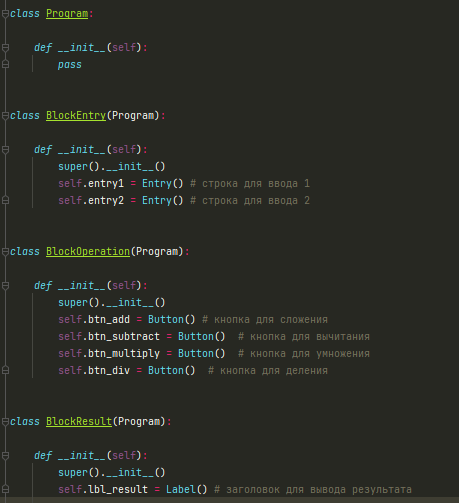 class Program:
def __init__(self):
pass
class BlockEntry(Program):
def __init__(self):
super().__init__()
self.entry1 = Entry() # строка для ввода 1
self.entry2 = Entry() # строка для ввода 2
class BlockOperation(Program):
def __init__(self):
super().__init__()
self.btn_add = Button() # кнопка для сложения
self.btn_subtract = Button()  # кнопка для вычитания
self.btn_multiply = Button()  # кнопка для умножения
self.btn_div = Button()  # кнопка для деления
class BlockResult(Program):
def __init__(self):
super().__init__()
self.lbl_result = Label() # заголовок для вывода результата